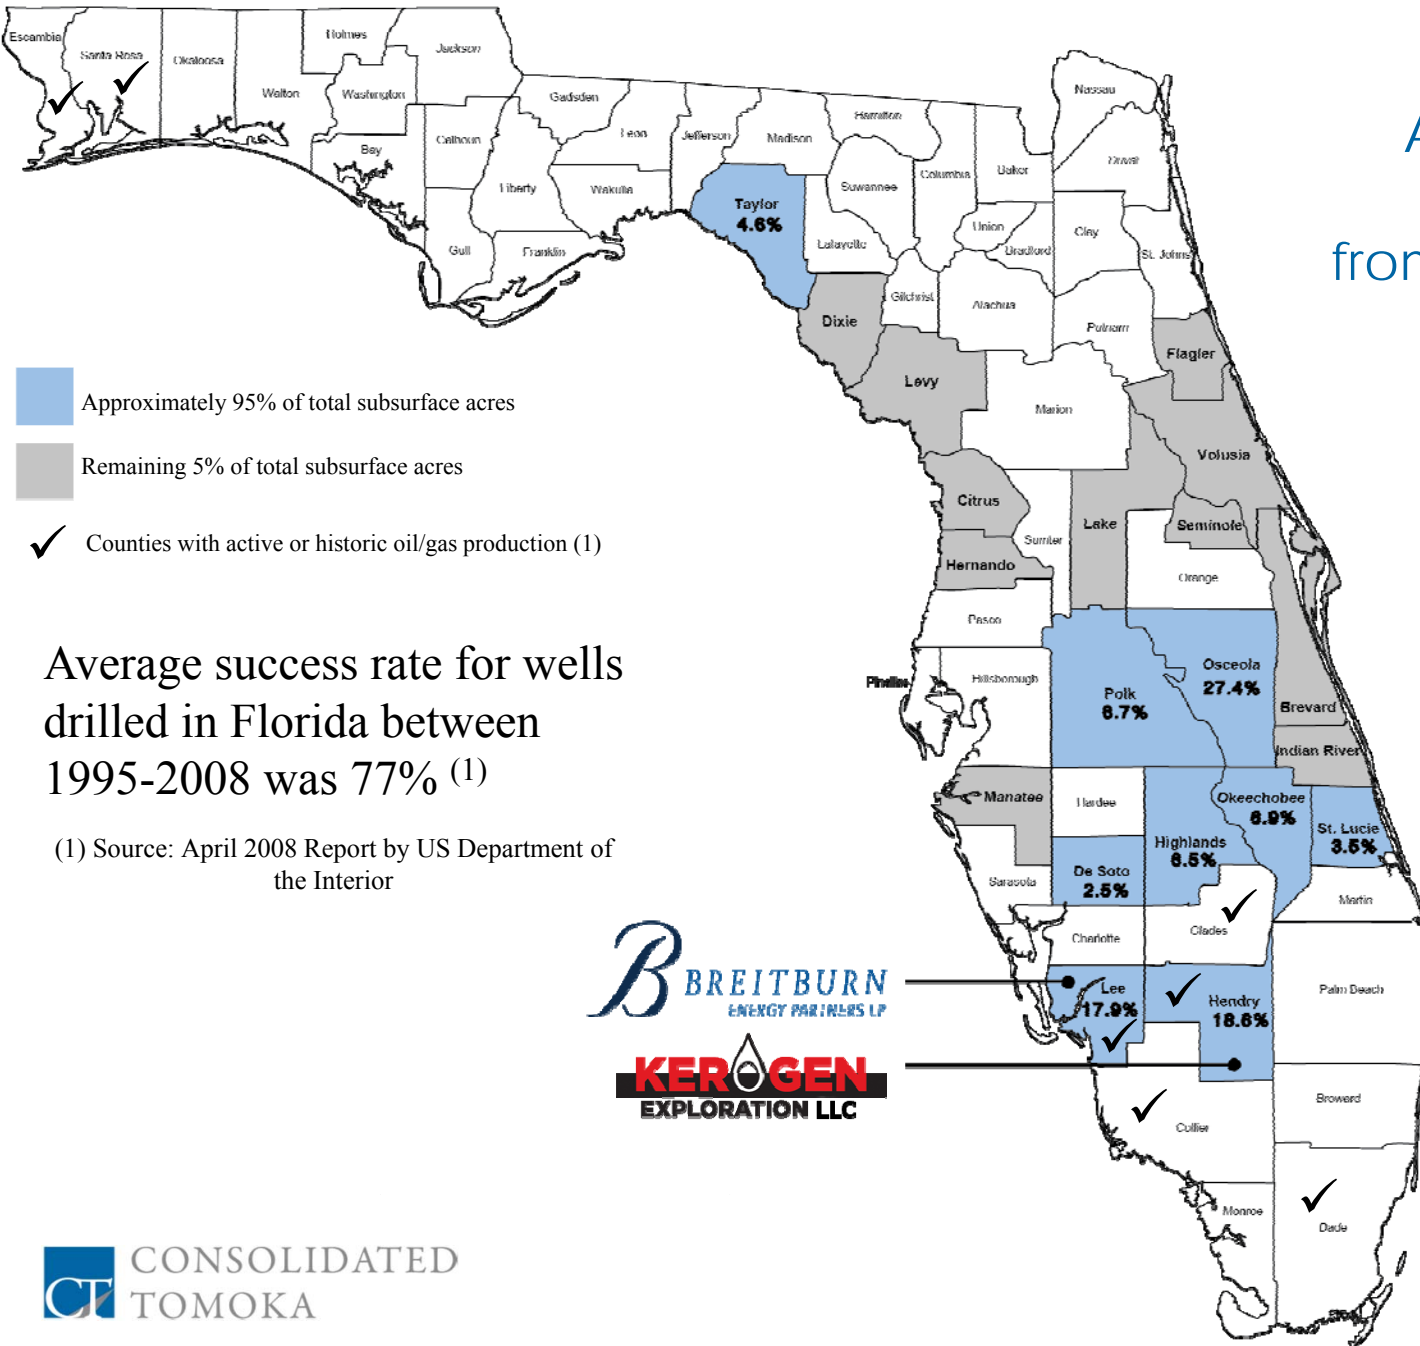 Escambia
Santa Rosa
Okaloosa
Holmes
Jackson
Walton
Washington
Bay
Calhoun
Gulf
Gadsden
Liberty
Franklin
Leon
Wakulla
Jefferson
Madison
Taylor
4.6%
Hamilton
Suwannee
Lafayette
Columbia
Baker
Nassau
Duval
Union
Bradford
Clay
St. Johns
Gilchrist
Alachua
Putnam
Dixie
Levy
Marion
Flagler
Volusia
Citrus
Sumter
Lake
Seminole
Hernando
Orange
Pasco
Pinellas
Hillsborough
Polk
Osceola
27.4%
Brevard
Indian River
Manatee
Hardee
Highlands
Okeechobee
St. Lucie
3.5%
De Soto
2.5%
Sarasota
Martin
Charlotte
Glades
Lee
17.9%
Hendry
18.6%
Palm Beach
Collier
Broward
Monroe
Dade
A
from
Approximately 95% of total subsurface acres
Remaining 5% of total subsurface acres
Counties with active or historic oil/gas production (1)
Average success rate for wells
drilled in Florida between
1995-2008 was 77% (1)
(1) Source: April 2008 Report by US Department of
the Interior
B BREITBURN
ENERGY PARTNERS LP
KEROGEN
EXPLORATION LLC
CT CONSOLIDATED
TOMOKA